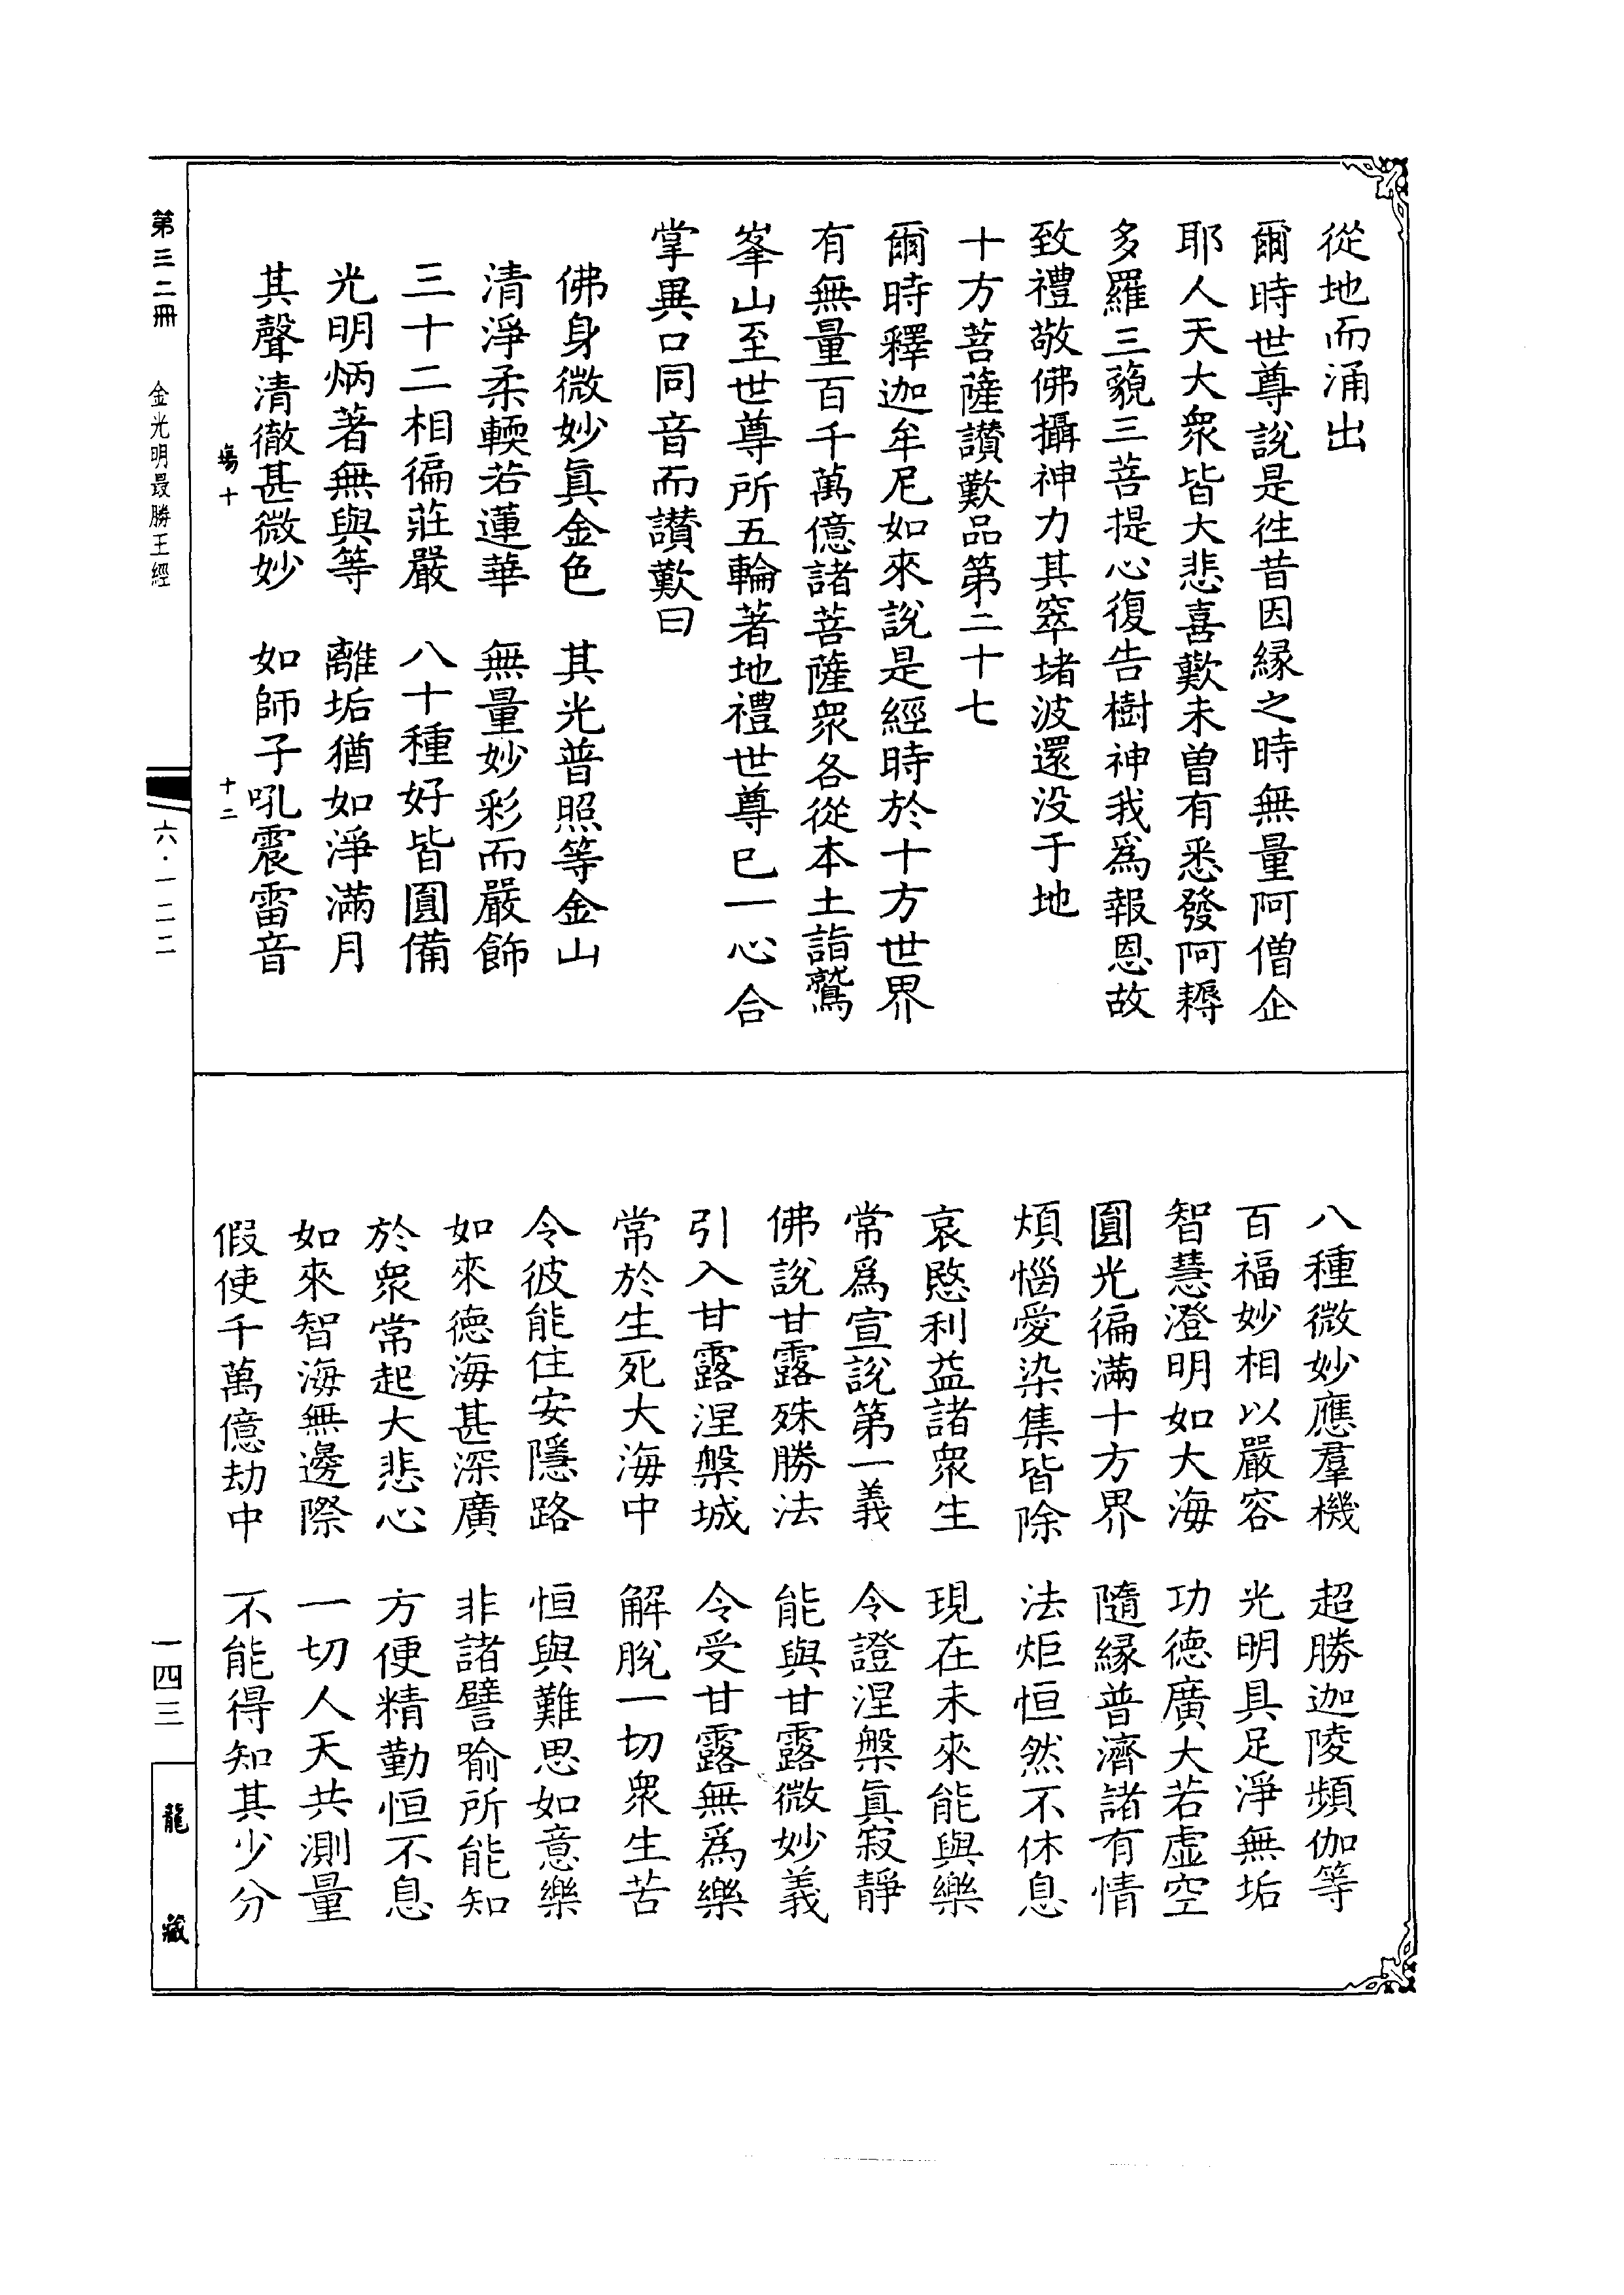 從地而涌出
爾時世尊說是徃昔因緣之時無量阿僧企
耶人天大衆皆大悲喜歎未曾有悉發阿耨
多羅三藐三菩提心復告樹神我爲報恩故
致禮敬佛攝神力其窣堵波還没于地
十方菩薩讃歎品第二十七
爾時釋迦牟尼如來說是經時於十方世界
有無量百千萬億諸菩薩衆各從本土詣鷲
峯山至世尊所五輪著地禮世尊已一心合
掌異口同音而讃歎曰
佛身微妙眞金色　其光普照等金山
清淨柔輭若蓮華　無量妙彩而嚴飾
三十二相徧莊嚴　八十種好皆圓備
光明炳著無與等　離垢猶如淨滿月
其聲清徹甚微妙　如師子吼震雷音
塲十　十二
八種微妙應羣機　超勝迦陵頻伽等
百福妙相以嚴容　光明具足淨無垢
智慧澄明如大海　功德廣大若虛空
圓光徧滿十方界　隨緣普濟諸有情
煩惱愛染集皆除　法炬恒然不休息
哀愍利益諸衆生　現在未來能與樂
常爲宣說第一義　令證涅槃眞寂靜
佛說甘露殊勝法　能與甘露微妙義
引入甘露涅槃城　令受甘露無爲樂
常於生死大海中　解脫一切衆生苦
令彼能住安隱路　恒與難思如意樂
如來德海甚深廣　非諸譬喻所能知
於衆常起大悲心　方便精勤恒不息
如來智海無邊際　一切人天共測量
假使千萬億劫中　不能得知其少分
第三二冊　金光明最勝王經　六·一二二　一四三　龍藏